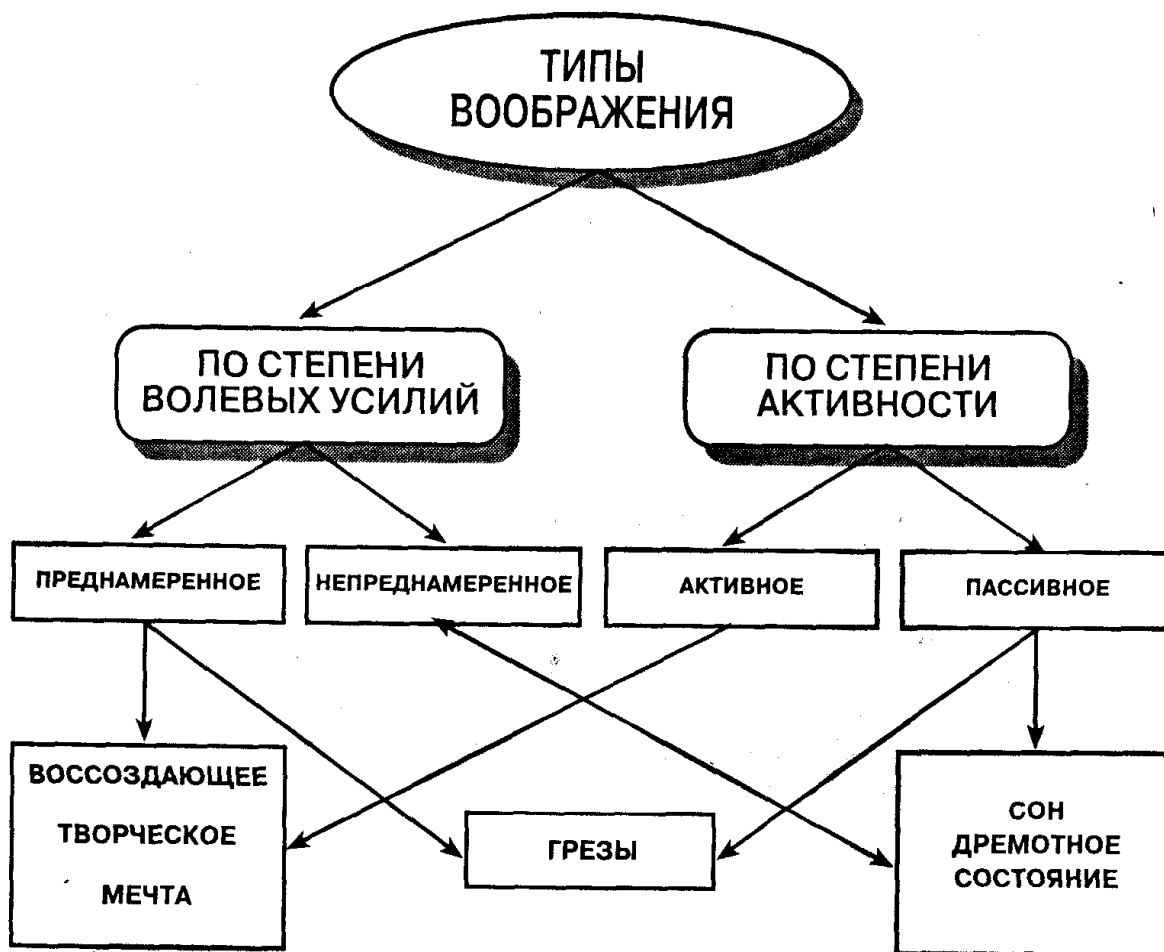 ТИПЫ
ВООБРАЖЕНИЯ
ПО СТЕПЕНИ
ВОЛЕВЫХ УСИЛИЙ
ПО СТЕПЕНИ
АКТИВНОСТИ
ПРЕДНАМЕРЕННОЕ
НЕПРЕДНАМЕРЕННОЕ
АКТИВНОЕ
ПАССИВНОЕ
ВОССОЗДАЮЩЕЕ
ТВОРЧЕСКОЕ
МЕЧТА
ГРЕЗЫ
СОН
ДРЕМОТНОЕ
СОСТОЯНИЕ